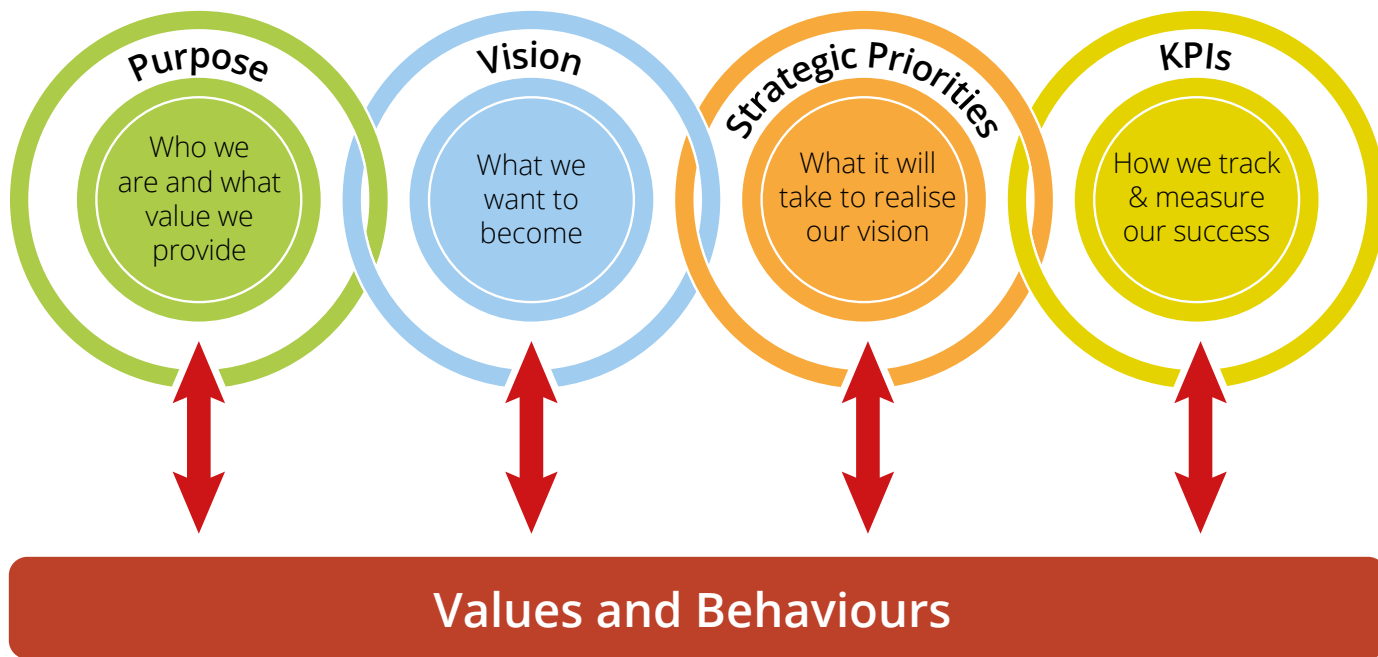 Purpose
Who we
are and what
value we
provide
Vision
What we
want to
become
Strategic Priorities
What it will
take to realise
our vision
KPIs
How we track
& measure
our success
Values and Behaviours